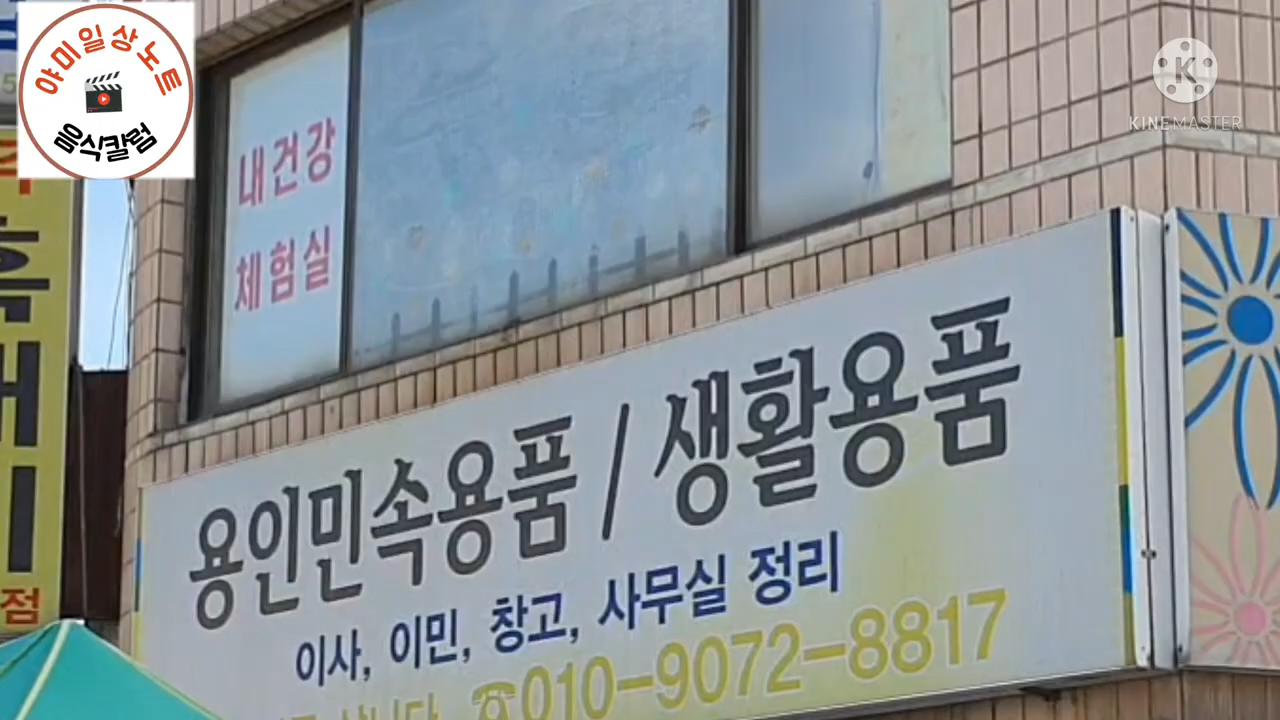 야미일상노트
음식칼럼
KINEMASTER
내건강
체험실
용인민속용품 / 생활용품
이사, 이민, 창고, 사무실 정리
☎010-9072-8817
점